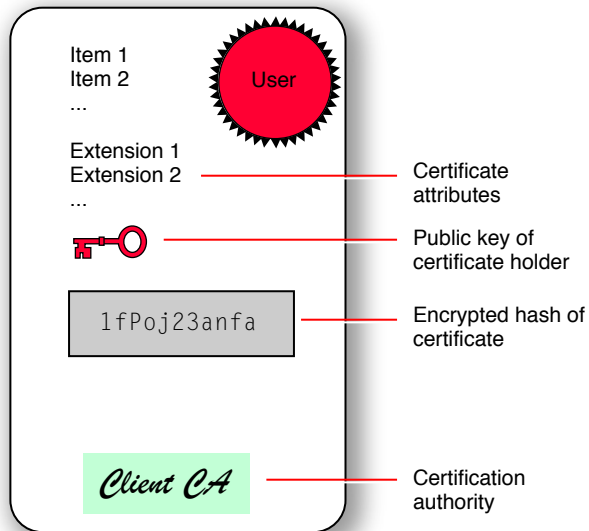 Item 1
Item 2
...
User
Extension 1
Extension 2
...
Certificate
attributes
Public key of
certificate holder
1fPoj23anfa
Encrypted hash of
certificate
Client CA
Certification
authority